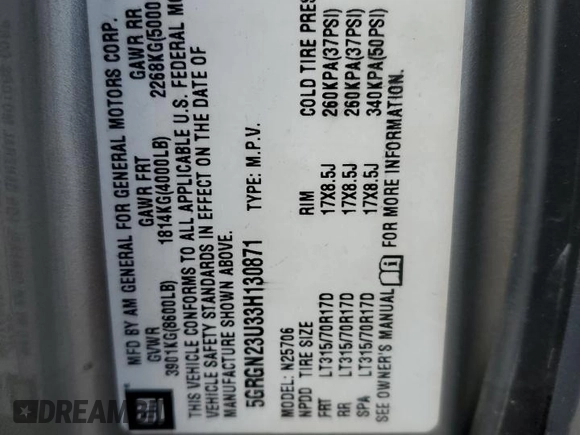 MFD BY AM GENERAL FOR GENERAL MOTORS CORP.
GVWR GAWR FRT GAWR RR
3901KG(8600LB) 1814KG(4000LB) 2268KG(5000
THIS VEHICLE CONFORMS TO ALL APPLICABLE U.S. FEDERAL MOTO
VEHICLE SAFETY STANDARDS IN EFFECT ON THE DATE OF
MANUFACTURE SHOWN ABOVE.
5GRGN23U33H130871 TYPE: M.P.V.
MODEL: N25706
NPDD TIRE SIZE RIM COLD TIRE PRES
FRT LT315/70R17D 17X8.5J 260KPA(37PSI)
RR LT315/70R17D 17X8.5J 260KPA(37PSI)
SPA LT315/70R17D 17X8.5J 340KPA(50PSI)
SEE OWNER'S MANUAL FOR MORE INFORMATION.
GM
DREAM